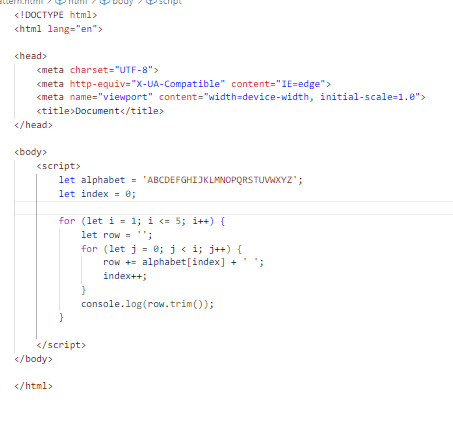 attern.html > html > body > script
<!DOCTYPE html>
<html lang="en">
<head>
    <meta charset="UTF-8">
    <meta http-equiv="X-UA-Compatible" content="IE=edge">
    <meta name="viewport" content="width=device-width, initial-scale=1.0">
    <title>Document</title>
</head>
<body>
    <script>
        let alphabet = 'ABCDEFGHIJKLMNOPQRSTUVWXYZ';
        let index = 0;
        for (let i = 1; i <= 5; i++) {
            let row = '';
            for (let j = 0; j < i; j++) {
                row += alphabet[index] + ' ';
                index++;
            }
            console.log(row.trim());
        }
    </script>
</body>
</html>